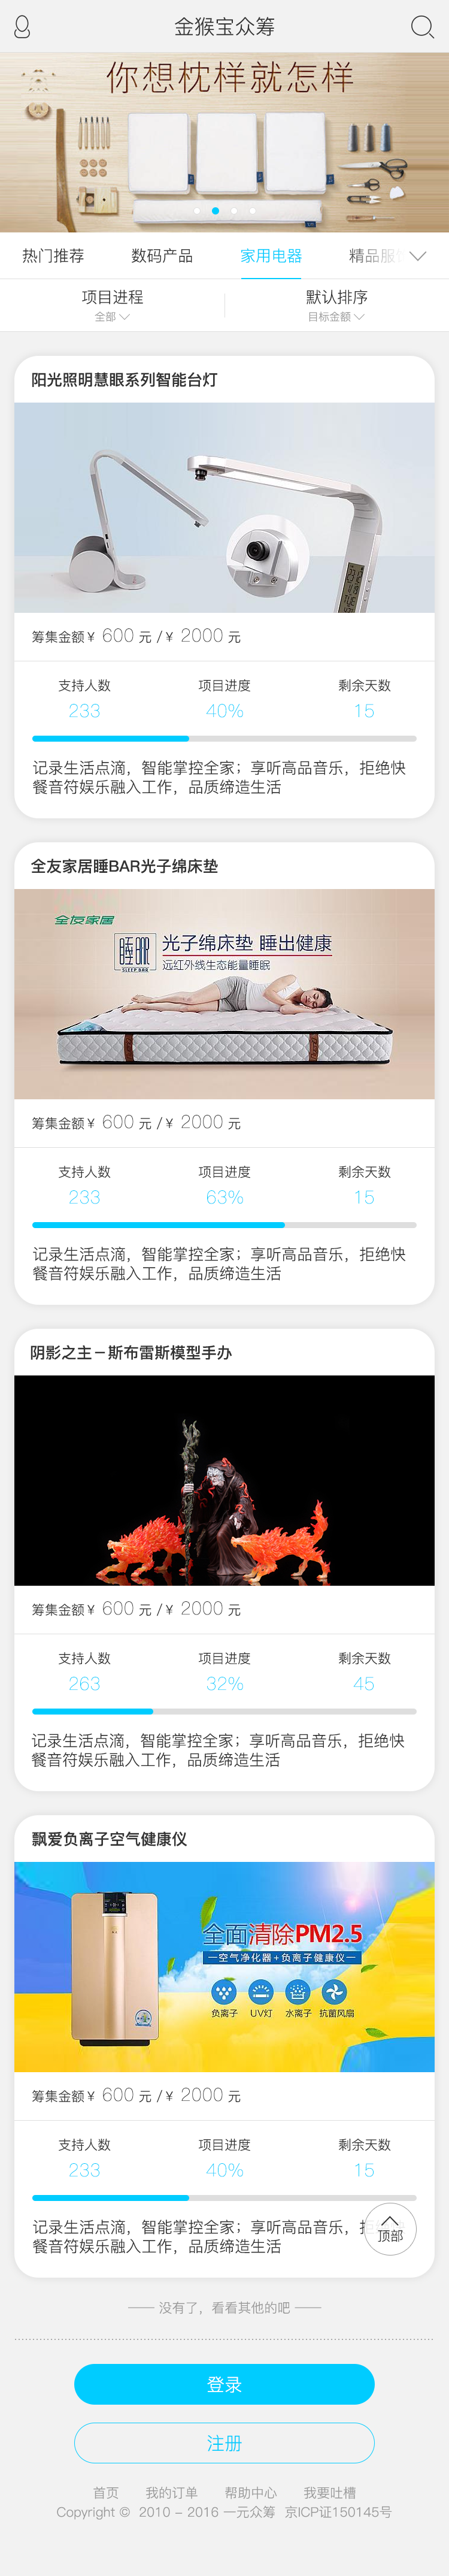 金猴宝众筹
你想枕样就怎样
热门推荐 数码产品 家用电器 精品服
项目进程 默认排序
全部 目标金额
阳光照明慧眼系列智能台灯
筹集金额¥ 600 元 /¥ 2000 元
支持人数 项目进度 剩余天数
233 40% 15
记录生活点滴，智能掌控全家；享听高品音乐，拒绝快
餐音符娱乐融入工作，品质缔造生活
全友家居睡BAR光子绵床垫
全友家居
睡眠 光子绵床垫 睡出健康
SLEEP BAR 远红外线生态能量睡眠
筹集金额¥ 600 元 /¥ 2000 元
支持人数 项目进度 剩余天数
233 63% 15
记录生活点滴，智能掌控全家；享听高品音乐，拒绝快
餐音符娱乐融入工作，品质缔造生活
阴影之主－斯布雷斯模型手办
筹集金额¥ 600 元 /¥ 2000 元
支持人数 项目进度 剩余天数
263 32% 45
记录生活点滴，智能掌控全家；享听高品音乐，拒绝快
餐音符娱乐融入工作，品质缔造生活
飘爱负离子空气健康仪
全面清除PM2.5
空气净化器+负离子健康仪
负离子 UV灯 水离子 抗菌风扇
筹集金额¥ 600 元 /¥ 2000 元
支持人数 项目进度 剩余天数
233 40% 15
记录生活点滴，智能掌控全家；享听高品音乐，拒绝快
餐音符娱乐融入工作，品质缔造生活
顶部
没有了，看看其他的吧
登录
注册
首页 我的订单 帮助中心 我要吐槽
Copyright © 2010 - 2016 一元众筹 京ICP证150145号